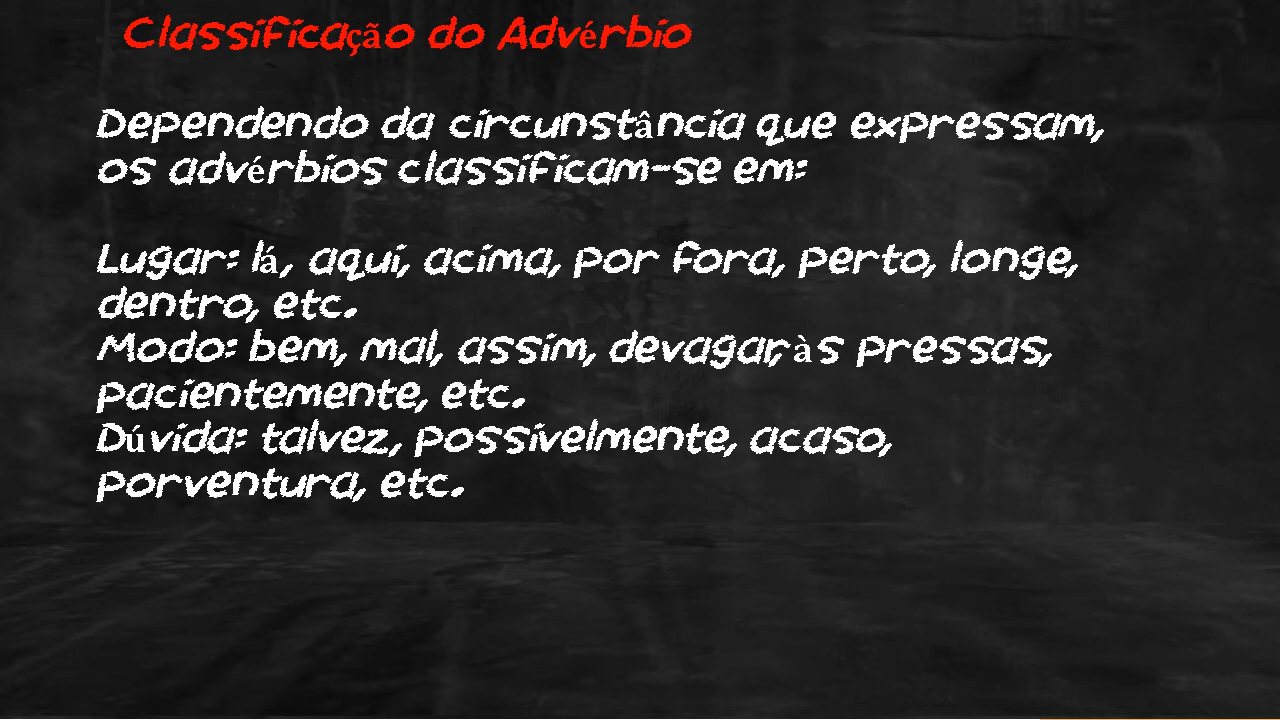 Classificação do Advérbio
Dependendo da circunstância que expressam,
os advérbios classificam-se em:
Lugar: lá, aqui, acima, por fora, perto, longe,
dentro, etc.
Modo: bem, mal, assim, devagar, às pressas,
pacientemente, etc.
Dúvida: talvez, possivelmente, acaso,
porventura, etc.